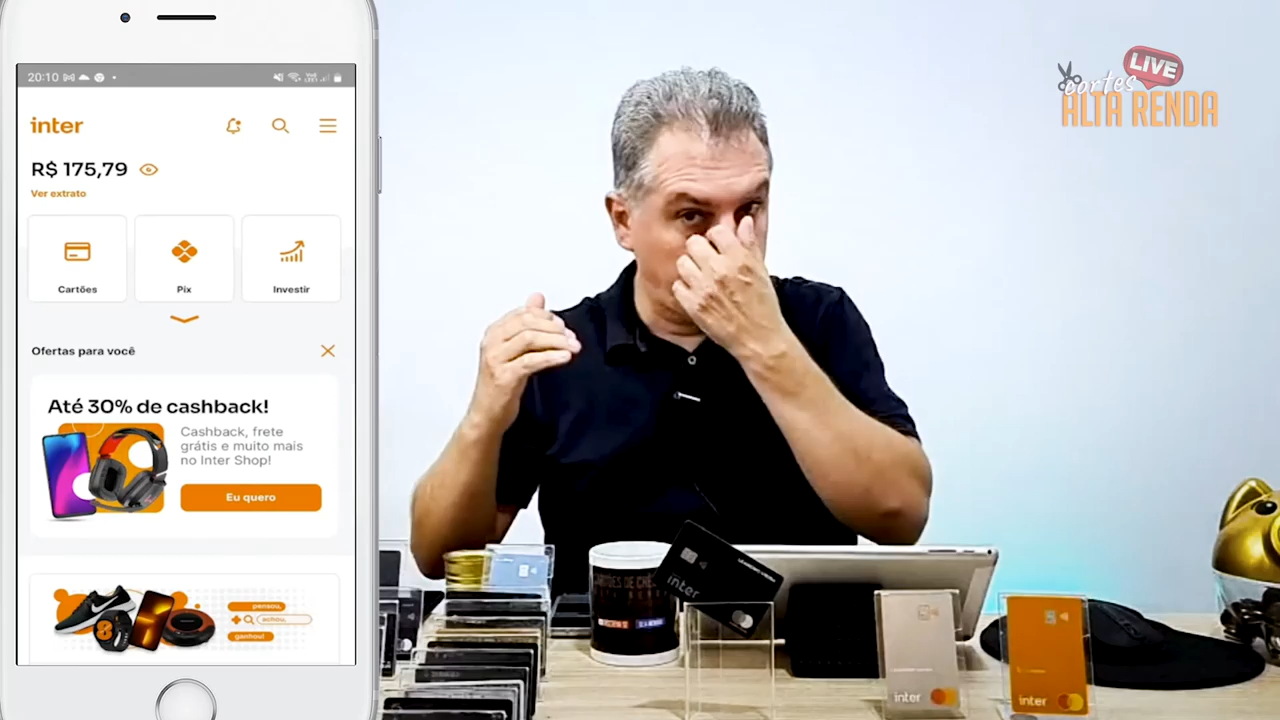 20:10
inter
R$ 175,79
Ver extrato
Cartões
Pix
Investir
Ofertas para você
Até 30% de cashback!
Cashback, frete
grátis e muito mais
no Inter Shop!
Eu quero
pensou,
achou,
ganhou!
LIVE
cortes
ALTA RENDA
inter
inter
inter